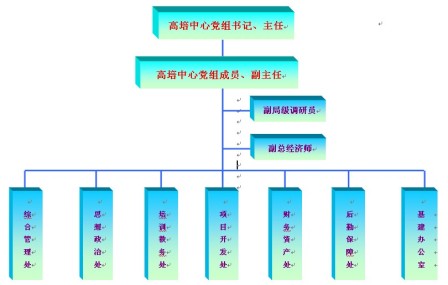 高培中心党组书记、主任
高培中心党组成员、副主任
副局级调研员
副总经济师
综合管理处
思想政治处
培训教务处
项目开发处
财务资产处
后勤保障处
基建办公室